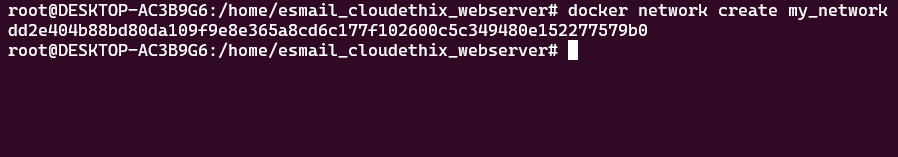 root@DESKTOP-AC3B9G6:/home/esmail_cloudethix_webserver# docker network create my_network
dd2e404b88bd80da109f9e8e365a8cd6c177f102600c5c349480e152277579b0
root@DESKTOP-AC3B9G6:/home/esmail_cloudethix_webserver#